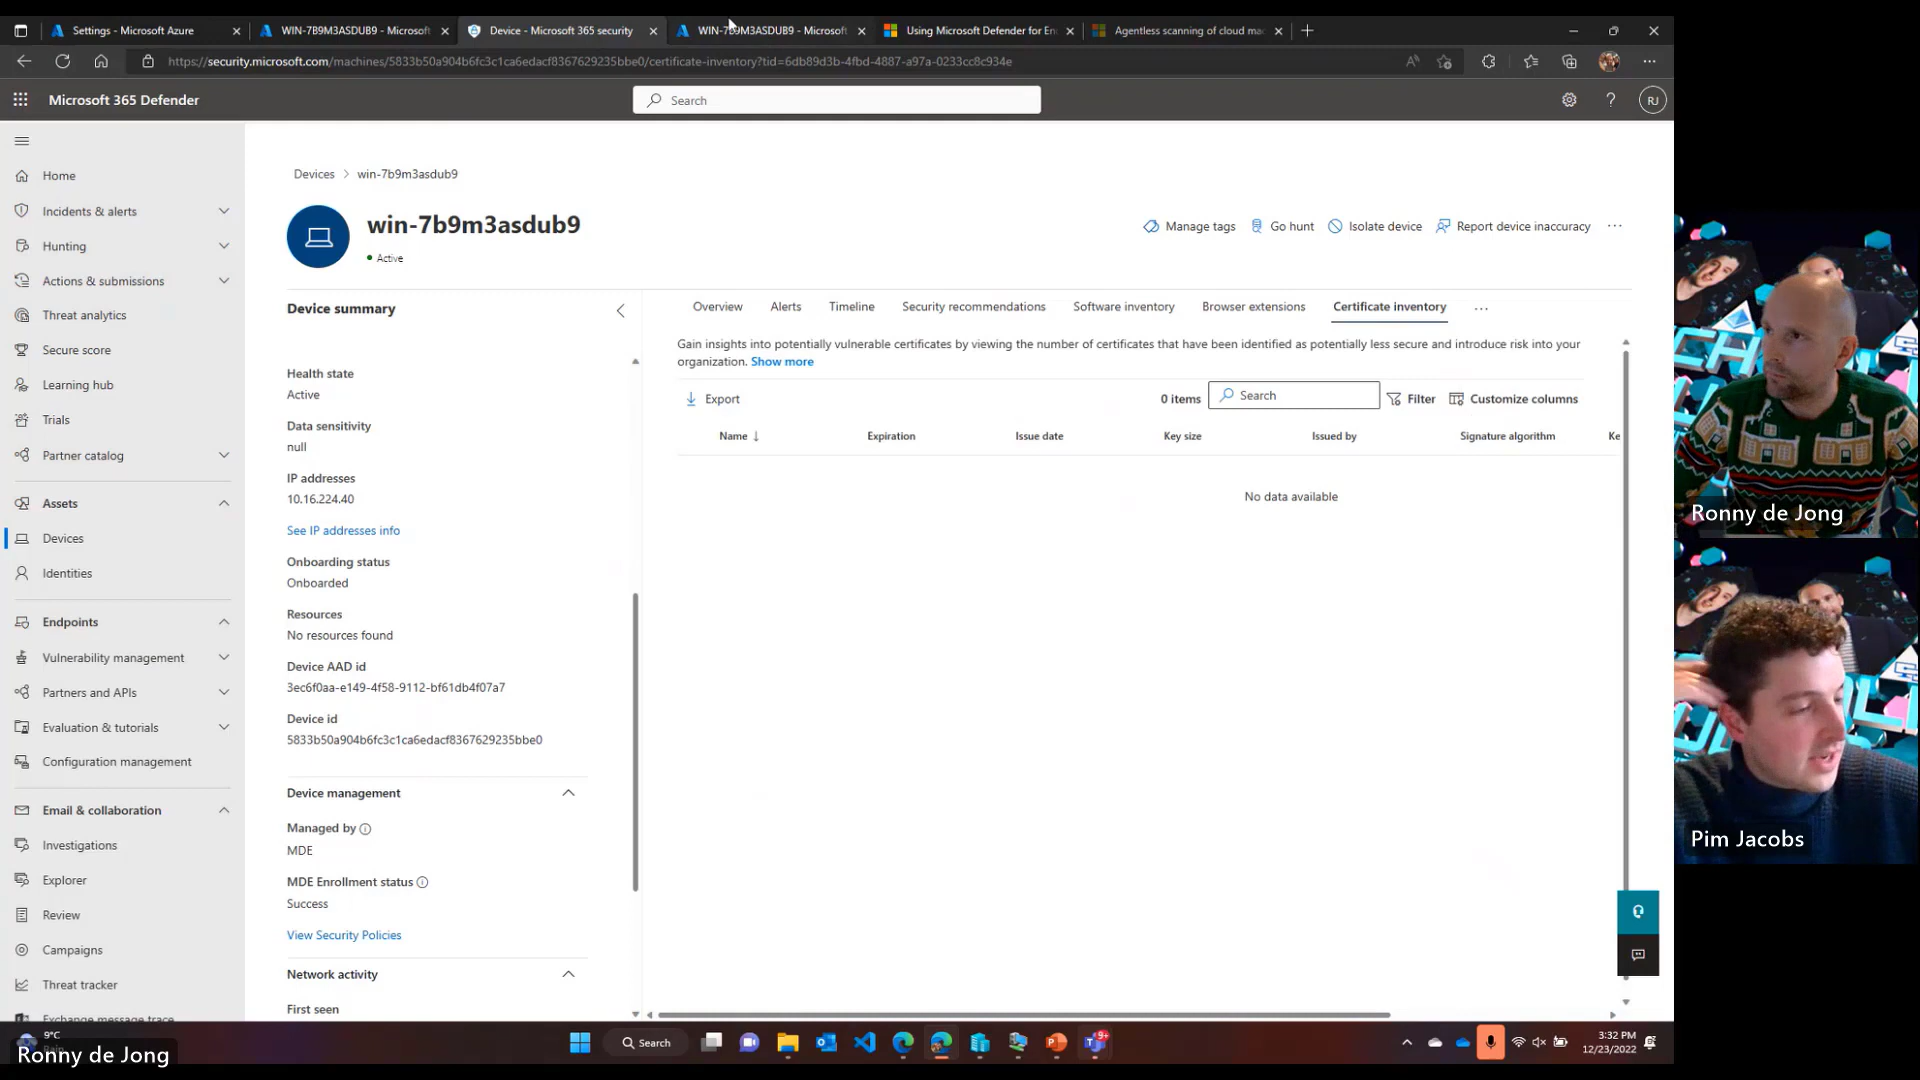 Settings - Microsoft Azure
WIN-7B9M3ASDUB9 - Microsoft
Device - Microsoft 365 security
WIN-7B9M3ASDUB9 - Microsoft
Using Microsoft Defender for En
Agentless scanning of cloud mac
https://security.microsoft.com/machines/5833b50a904b6fc3c1ca6edacf8367629235bbe0/certificate-inventory?tid=6db89d3b-4fbd-4887-a97a-0233cc8c934e
Microsoft 365 Defender
Search
RJ
Home
Incidents & alerts
Hunting
Actions & submissions
Threat analytics
Secure score
Learning hub
Trials
Partner catalog
Assets
Devices
Identities
Endpoints
Vulnerability management
Partners and APIs
Evaluation & tutorials
Configuration management
Email & collaboration
Investigations
Explorer
Review
Campaigns
Threat tracker
Exchange message trace
Devices > win-7b9m3asdub9
win-7b9m3asdub9
Active
Manage tags
Go hunt
Isolate device
Report device inaccuracy
Device summary
Health state
Active
Data sensitivity
null
IP addresses
10.16.224.40
See IP addresses info
Onboarding status
Onboarded
Resources
No resources found
Device AAD id
3ec6f0aa-e149-4f58-9112-bf61db4f07a7
Device id
5833b50a904b6fc3c1ca6edacf8367629235bbe0
Device management
Managed by
MDE
MDE Enrollment status
Success
View Security Policies
Network activity
First seen
Overview
Alerts
Timeline
Security recommendations
Software inventory
Browser extensions
Certificate inventory
Gain insights into potentially vulnerable certificates by viewing the number of certificates that have been identified as potentially less secure and introduce risk into your
organization. Show more
Export
0 items
Search
Filter
Customize columns
Name
Expiration
Issue date
Key size
Issued by
Signature algorithm
Ke
No data available
Ronny de Jong
Pim Jacobs
9°C
Ronny de Jong
Search
9+
3:32 PM
12/23/2022